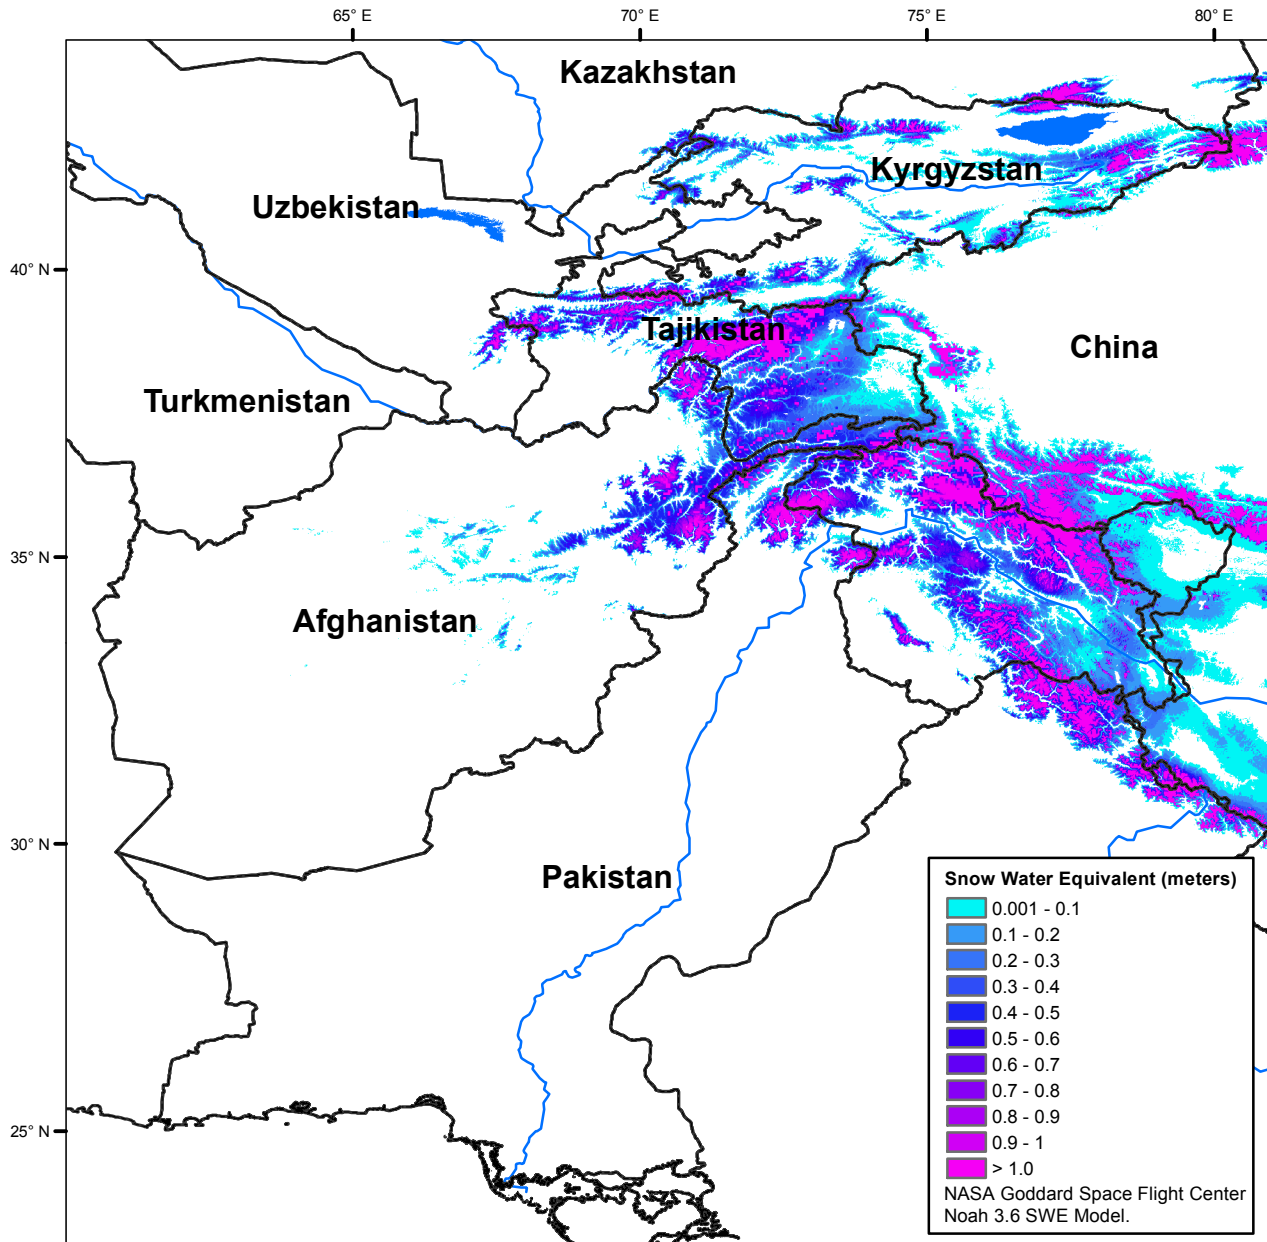 65° E
70° E
75° E
80° E
Kazakhstan
Kyrgyzstan
Uzbekistan
40° N
Tajikistan
China
Turkmenistan
35° N
Afghanistan
30° N
Pakistan
25° N
Snow Water Equivalent (meters)
0.001 - 0.1
0.1 - 0.2
0.2 - 0.3
0.3 - 0.4
0.4 - 0.5
0.5 - 0.6
0.6 - 0.7
0.7 - 0.8
0.8 - 0.9
0.9 - 1
> 1.0
NASA Goddard Space Flight Center
Noah 3.6 SWE Model.